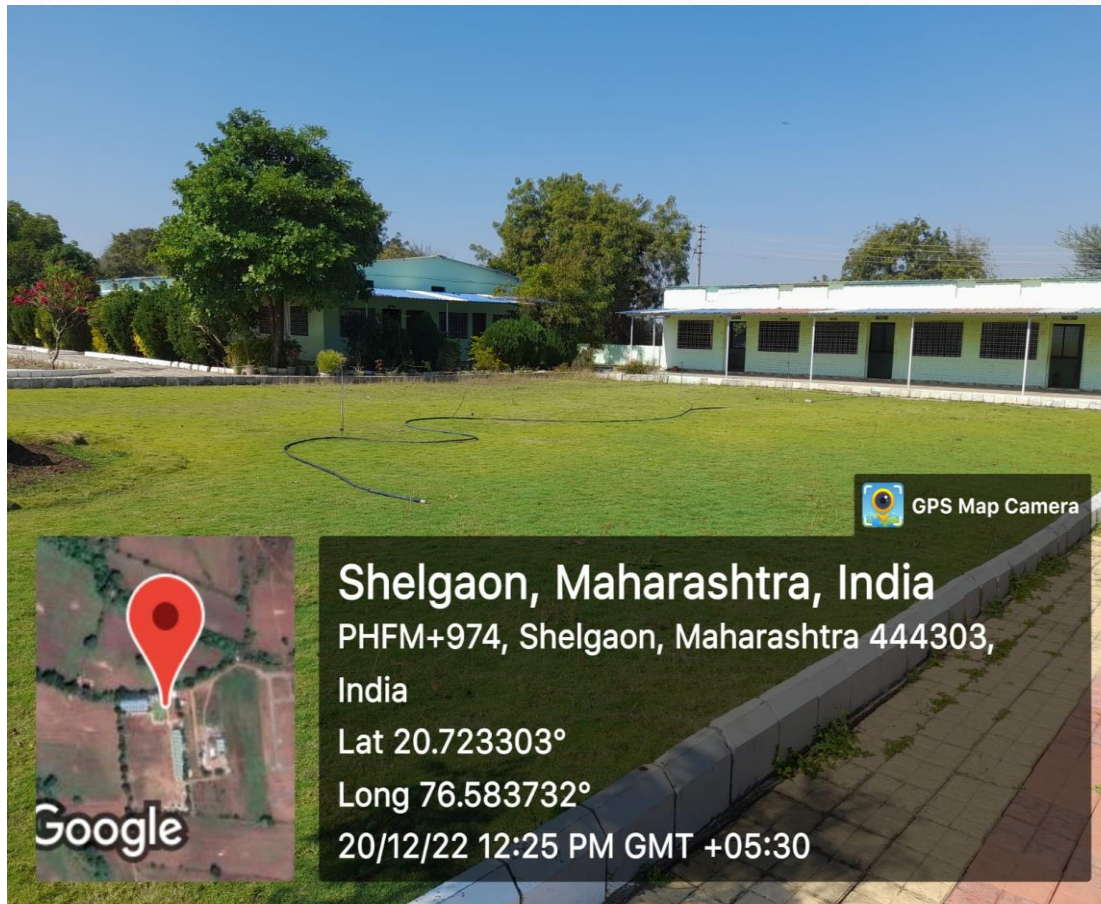 GPS Map Camera
Shelgaon, Maharashtra, India
PHFM+974, Shelgaon, Maharashtra 444303,
India
Lat 20.723303°
Long 76.583732°
20/12/22 12:25 PM GMT +05:30
Google